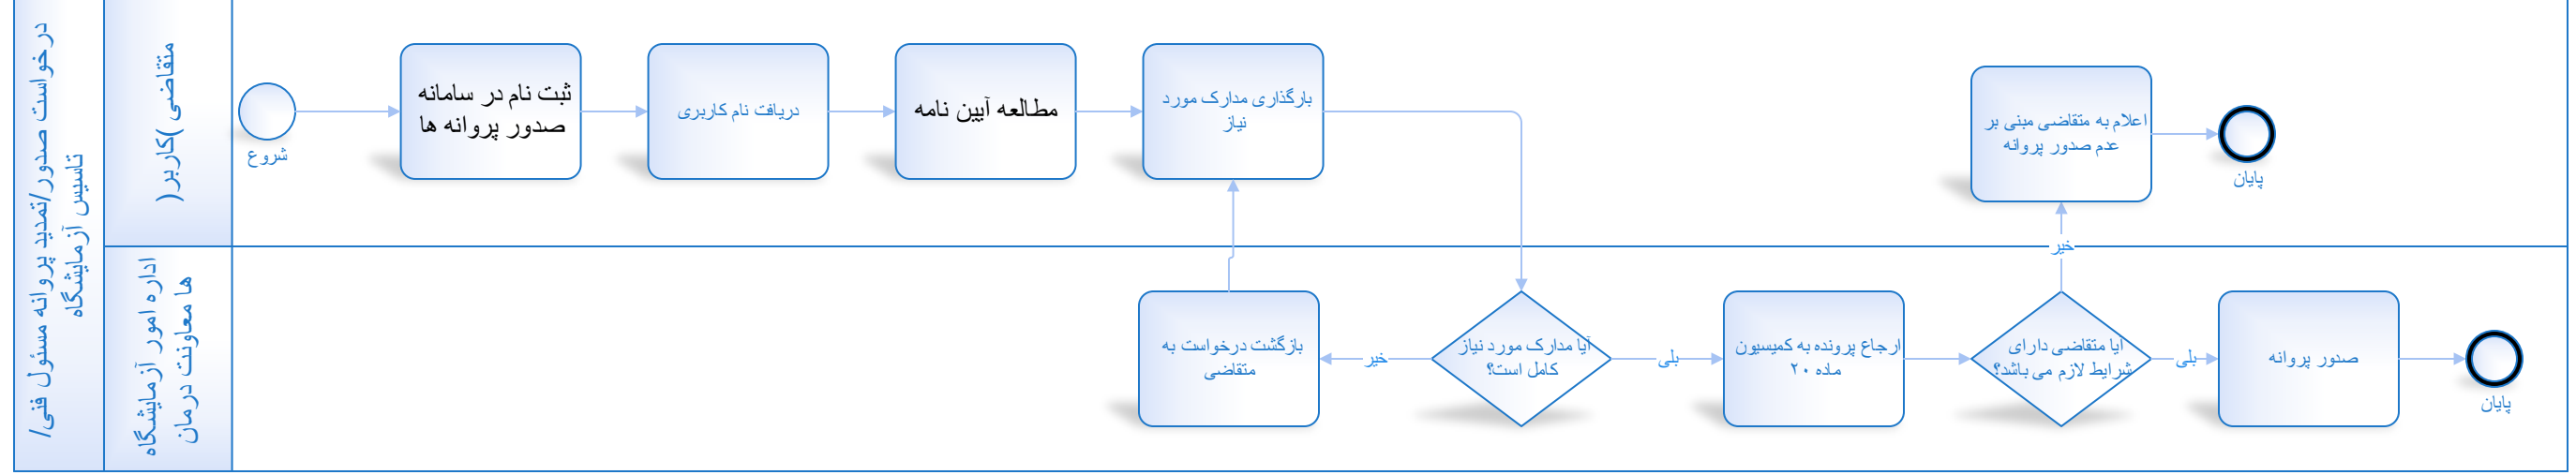 درخواست صدور/تمدید پروانه مسئول فنی/
تاسیس آزمایشگاه
متقاضی )کاربر(
شروع
ثبت نام در سامانه
صدور پروانه ها
دریافت نام کاربری
مطالعه آیین نامه
بارگذاری مدارک مورد
نیاز
اعلام به متقاضی مبنی بر
عدم صدور پروانه
پایان
خیر
اداره امور آزمایشگاه
ها معاونت درمان
بازگشت درخواست به
متقاضی
خیر
آیا مدارک مورد نیاز
کامل است؟
بلی
ارجاع پرونده به کمیسیون
ماده ۲۰
ایا متقاضی دارای
شرایط لازم می باشد؟
بلی
صدور پروانه
پایان